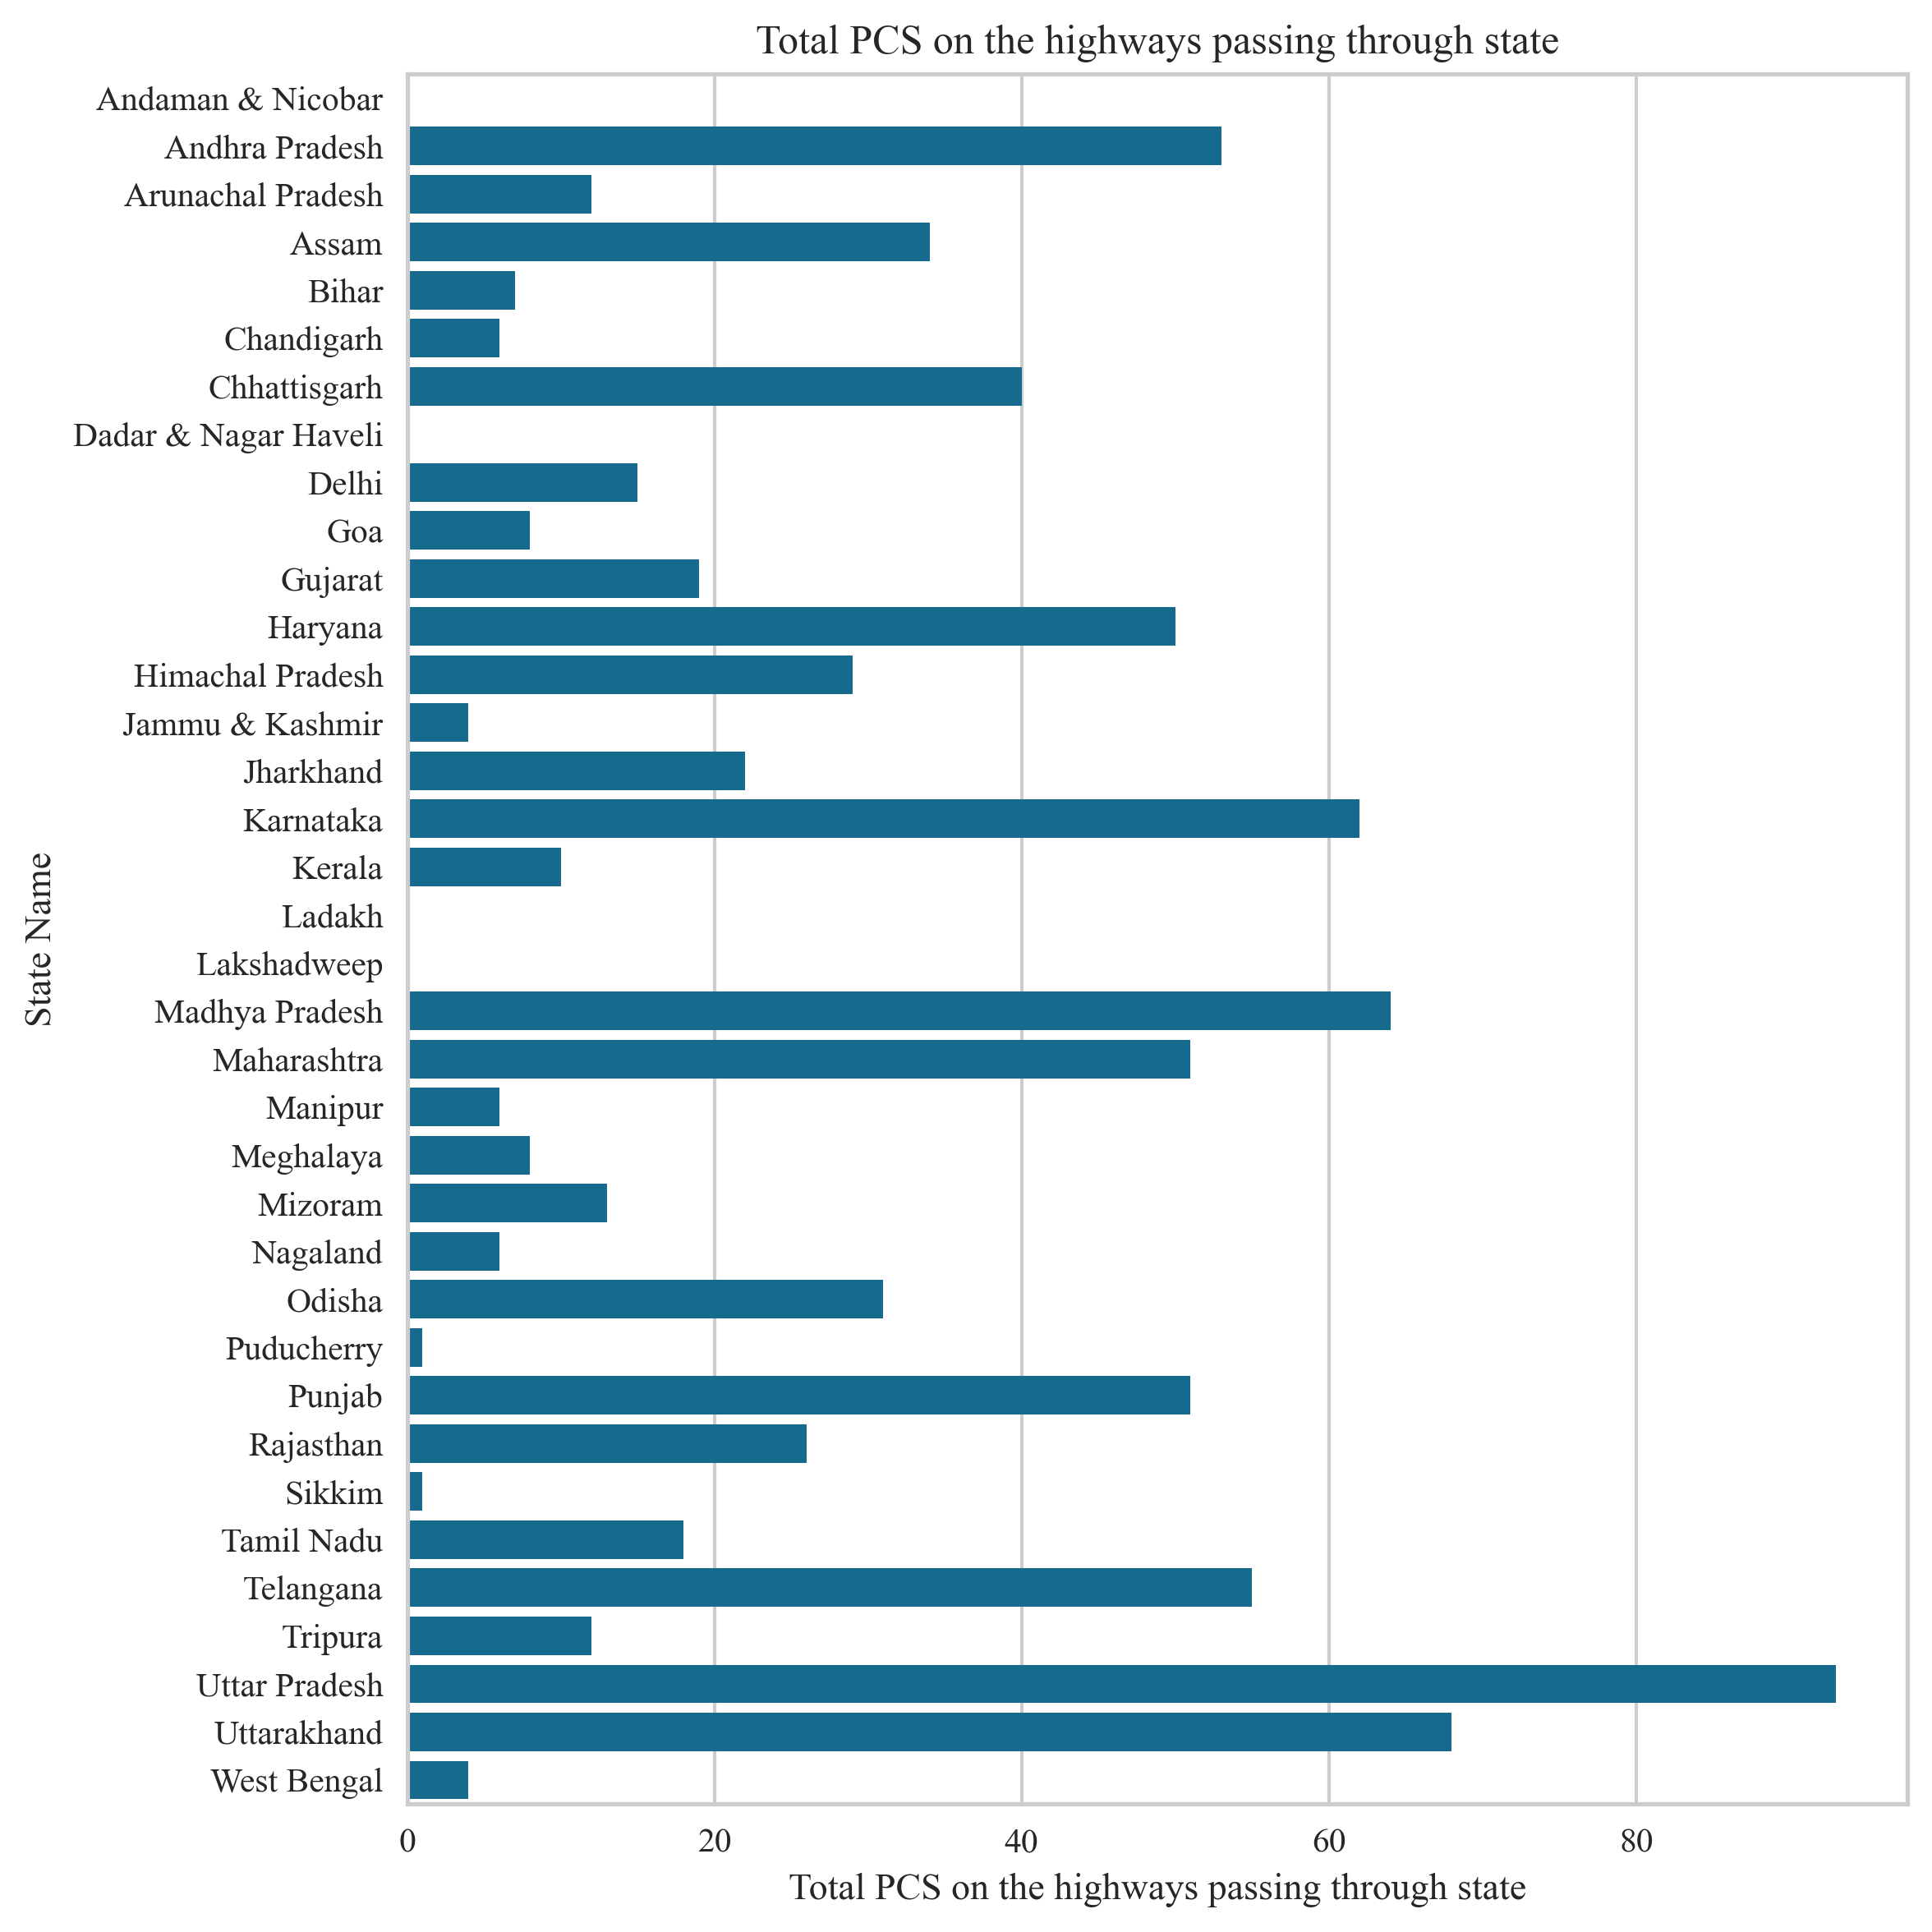 Total PCS on the highways passing through state
Andaman & Nicobar
Andhra Pradesh
Arunachal Pradesh
Assam
Bihar
Chandigarh
Chhattisgarh
Dadar & Nagar Haveli
Delhi
Goa
Gujarat
Haryana
Himachal Pradesh
Jammu & Kashmir
Jharkhand
Karnataka
Kerala
Ladakh
Lakshadweep
Madhya Pradesh
Maharashtra
Manipur
Meghalaya
Mizoram
Nagaland
Odisha
Puducherry
Punjab
Rajasthan
Sikkim
Tamil Nadu
Telangana
Tripura
Uttar Pradesh
Uttarakhand
West Bengal
State Name
0 20 40 60 80
Total PCS on the highways passing through state